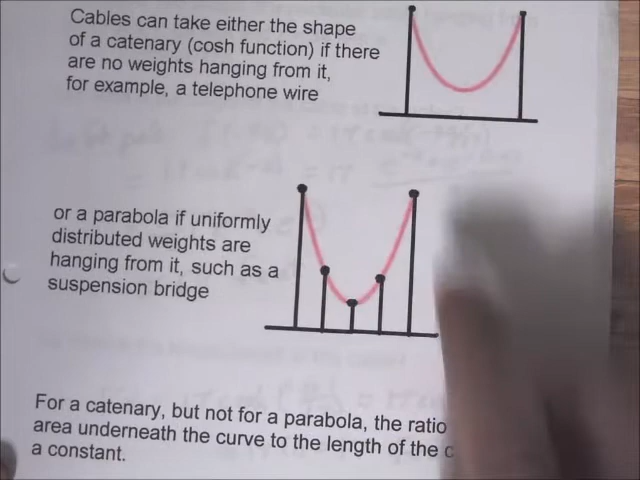 Cables can take either the shape
of a catenary (cosh function) if there
are no weights hanging from it,
for example, a telephone wire
or a parabola if uniformly
distributed weights are
hanging from it, such as a
suspension bridge
For a catenary, but not for a parabola, the ratio
area underneath the curve to the length of the
a constant.